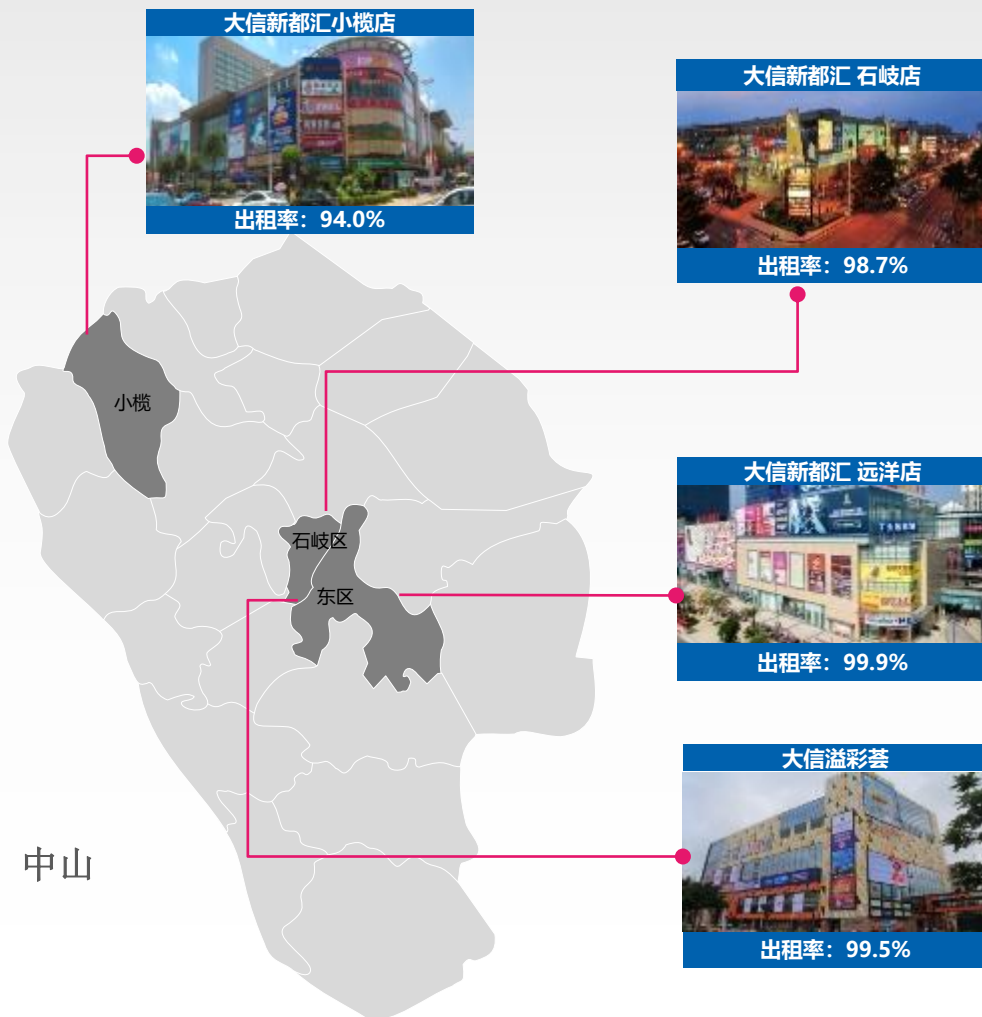 大信新都汇小榄店
出租率：94.0%
大信新都汇 石岐店
出租率：98.7%
小榄
石岐区
东区
大信新都汇 远洋店
出租率：99.9%
大信溢彩荟
出租率：99.5%
中山